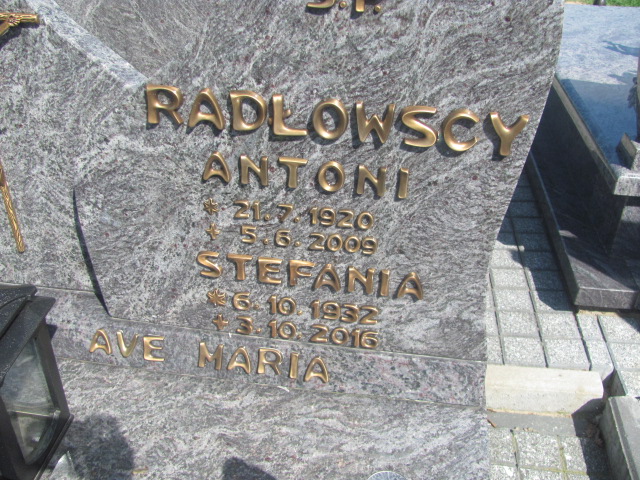 Ś.P.
RADŁOWSCY
ANTONI
* 21.7.1920
+ 5.6.2009
STEFANIA
* 6.10.1932
+ 3.10.2016
AVE MARIA